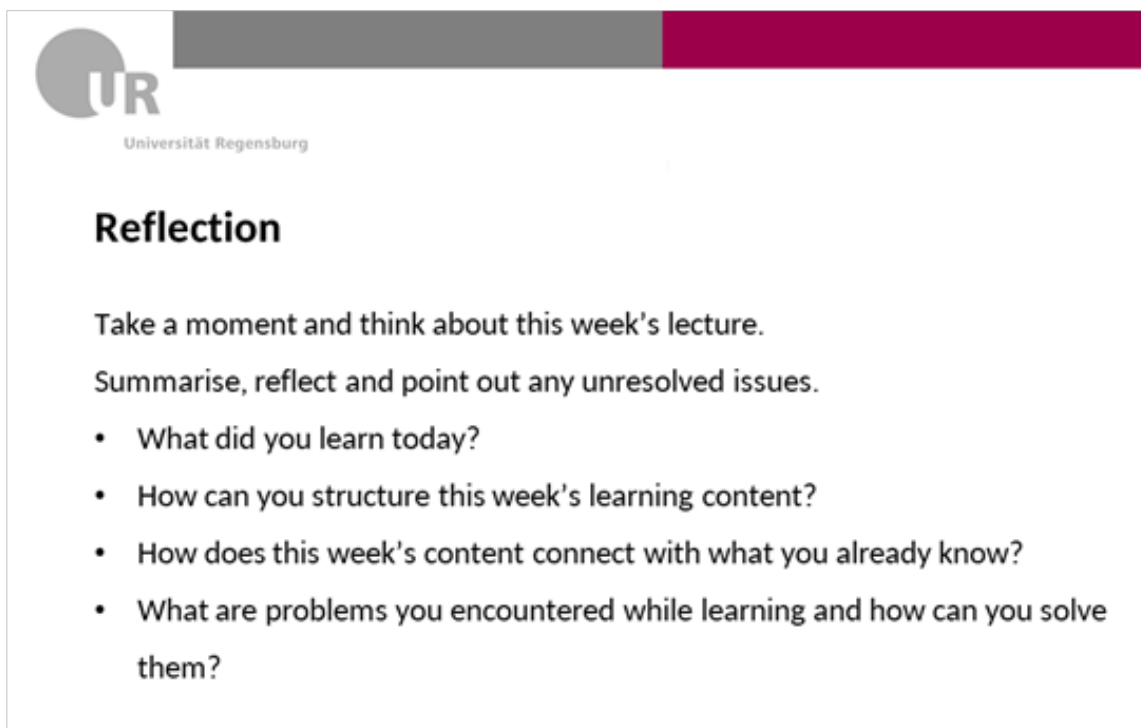 UR
Universität Regensburg
Reflection
Take a moment and think about this week’s lecture.
Summarise, reflect and point out any unresolved issues.
• What did you learn today?
• How can you structure this week’s learning content?
• How does this week’s content connect with what you already know?
• What are problems you encountered while learning and how can you solve
them?